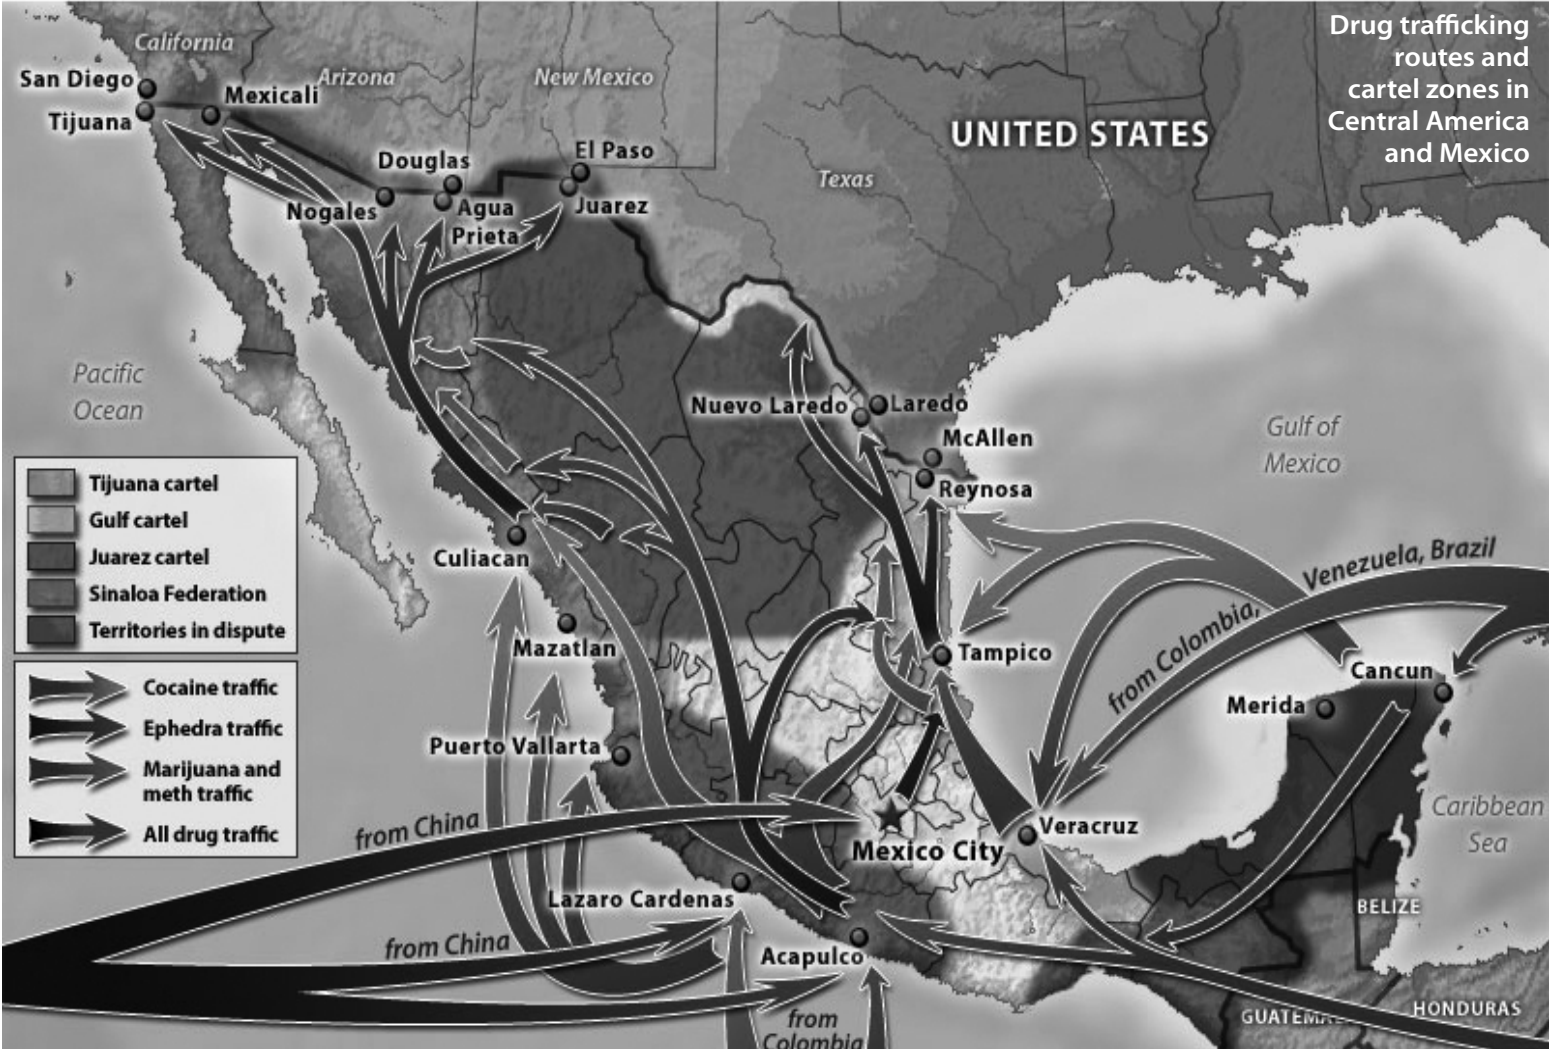 Drug trafficking
routes and
cartel zones in
Central America
and Mexico
California
San Diego
Mexicali
Arizona
New Mexico
Tijuana
UNITED STATES
Douglas
El Paso
Texas
Nogales
Agua
Prieta
Juarez
Pacific
Ocean
Nuevo Laredo
Laredo
McAllen
Reynosa
Gulf of
Mexico
Tijuana cartel
Gulf cartel
Juarez cartel
Sinaloa Federation
Territories in dispute
Culiacan
from Colombia, Venezuela, Brazil
Mazatlan
Tampico
Cancun
Merida
Cocaine traffic
Ephedra traffic
Marijuana and
meth traffic
All drug traffic
Puerto Vallarta
from China
Mexico City
Veracruz
Caribbean
Sea
Lazaro Cardenas
BELIZE
from China
Acapulco
from
Colombia
GUATEMALA
HONDURAS